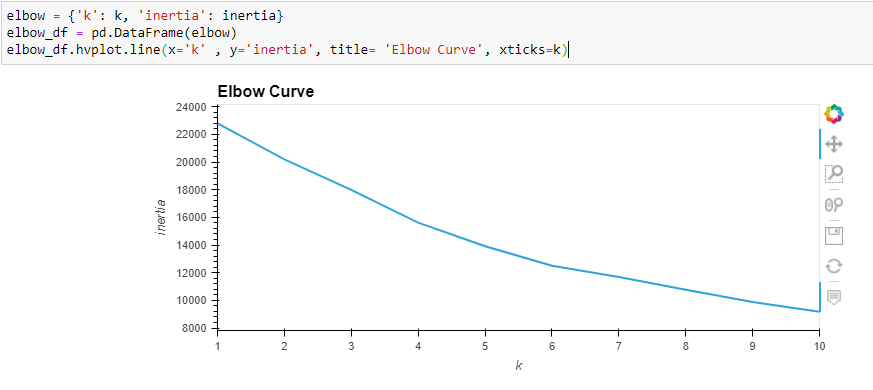 elbow = {'k': k, 'inertia': inertia}
elbow_df = pd.DataFrame(elbow)
elbow_df.hvplot.line(x='k' , y='inertia', title= 'Elbow Curve', xticks=k)
Elbow Curve
24000
22000
20000
18000
16000
14000
12000
10000
8000
inertia
1 2 3 4 5 6 7 8 9 10
k